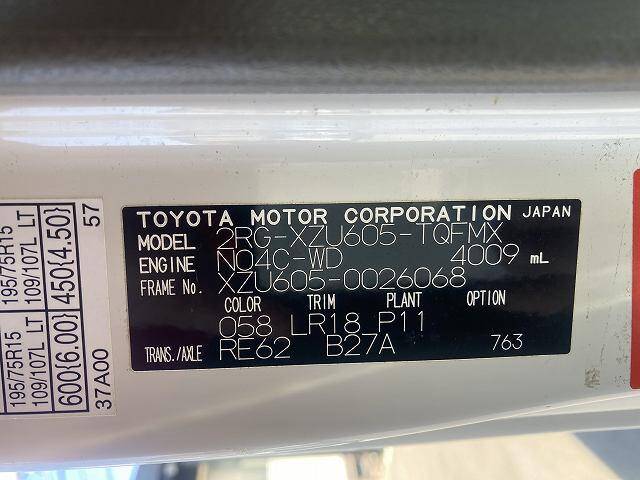 TOYOTA MOTOR CORPORATION JAPAN
MODEL 2RG-XZU605-TQFMX
ENGINE N04C-WD 4009 mL
FRAME No. XZU605-0026068
COLOR TRIM PLANT OPTION
058 LR18 P11
TRANS./AXLE RE62 B27A 763
195/75R15
109/107L LT
600{6.00}
37A00
195/75R15
109/107L LT
450{4.50}
57